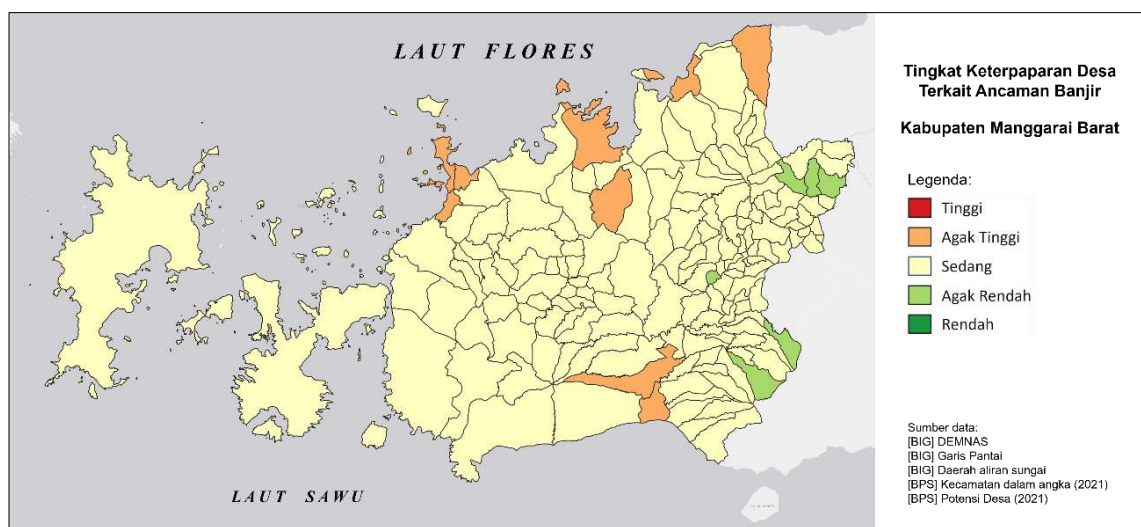 LAUT FLORES
LAUT SAWU
Tingkat Keterpaparan Desa
Terkait Ancaman Banjir
Kabupaten Manggarai Barat
Legenda:
Tinggi
Agak Tinggi
Sedang
Agak Rendah
Rendah
Sumber data:
[BIG] DEMNAS
[BIG] Garis Pantai
[BIG] Daerah aliran sungai
[BPS] Kecamatan dalam angka (2021)
[BPS] Potensi Desa (2021)